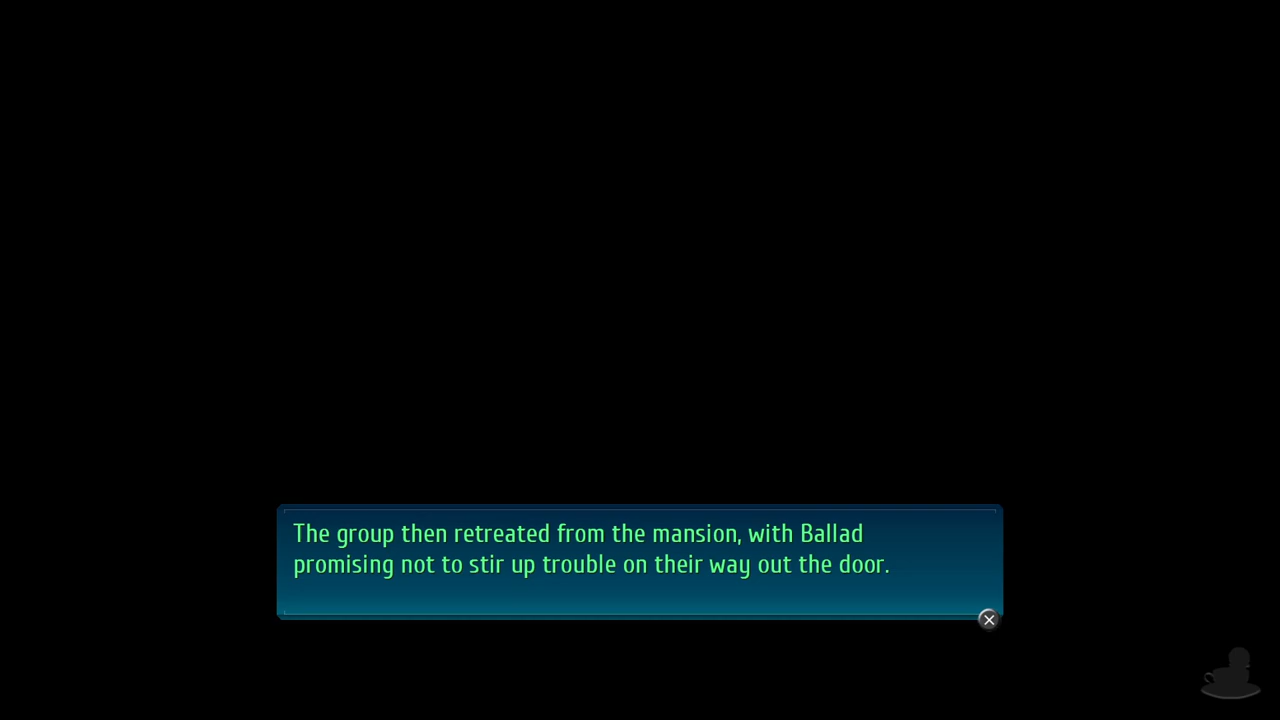 The group then retreated from the mansion, with Ballad
promising not to stir up trouble on their way out the door.